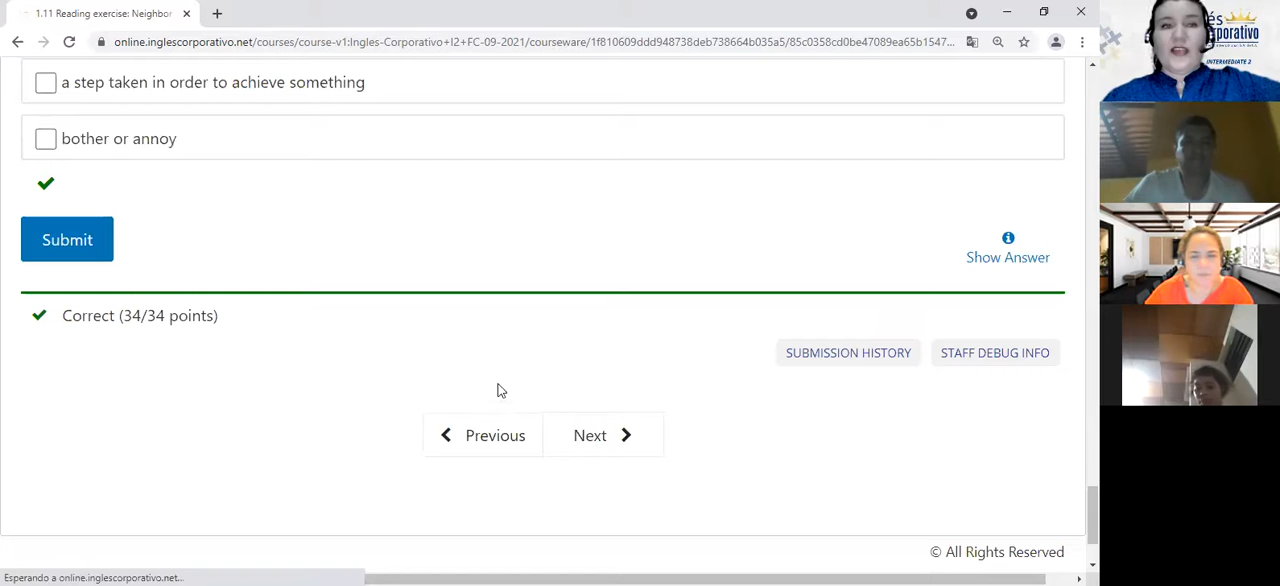 1.11 Reading exercise: Neighbor
online.inglescorporativo.net/courses/course-v1:Ingles-Corporativo+I2+FC-09-2021/courseware/1f810609ddd948738deb738664b035a5/85c0358cd0be47089ea65b1547...
a step taken in order to achieve something
bother or annoy
Submit
Show Answer
Correct (34/34 points)
SUBMISSION HISTORY
STAFF DEBUG INFO
Previous
Next
© All Rights Reserved
Esperando a online.inglescorporativo.net...
INTERMEDIATE 2